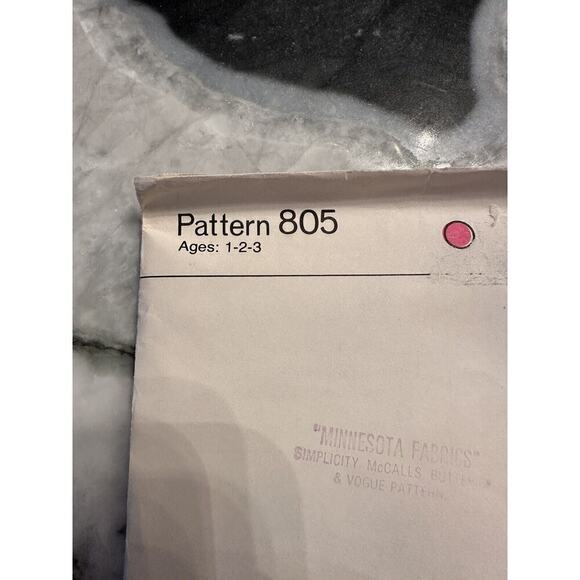 Pattern 805
Ages: 1-2-3
"MINNESOTA FABRICS"
SIMPLICITY McCALLS
& VOGUE PATTERN